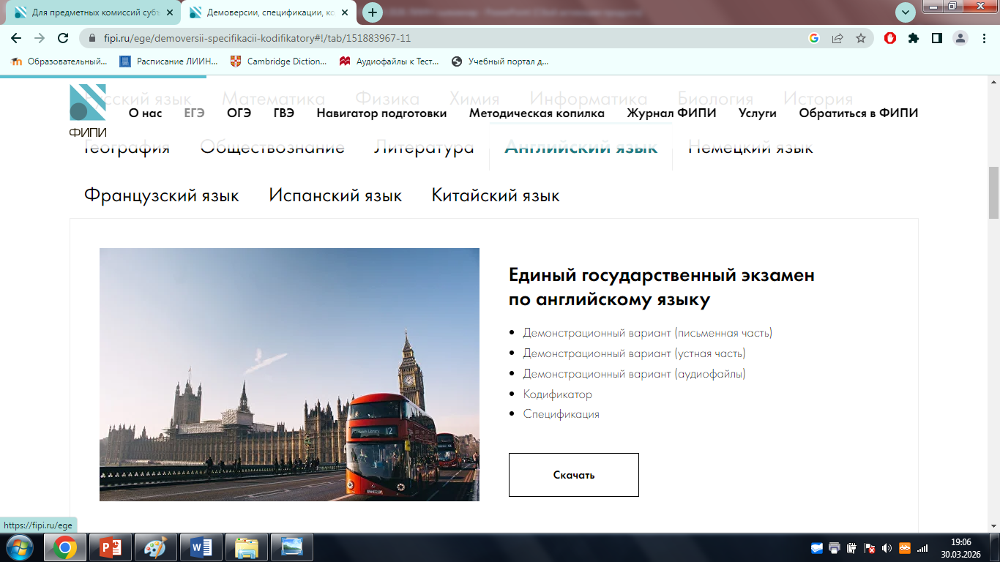 Для предметных комиссий субъ
Демоверсии, спецификации, ко
fipi.ru/ege/demoversii-specifikacii-kodifikatory#!/tab/151883967-11
Образовательный... Расписание ЛИИН... Cambridge Diction... Аудиофайлы к Тест... Учебный портал д...
Русский язык Математика Физика Химия Информатика Биология История
О нас ЕГЭ ОГЭ ГВЭ Навигатор подготовки Методическая копилка Журнал ФИПИ Услуги Обратиться в ФИПИ
ФИПИ
География Обществознание Литература Английский язык Немецкий язык
Французский язык Испанский язык Китайский язык
Единый государственный экзамен
по английскому языку
Демонстрационный вариант (письменная часть)
Демонстрационный вариант (устная часть)
Демонстрационный вариант (аудиофайлы)
Кодификатор
Спецификация
12
Скачать
https://fipi.ru/ege
19:06
30.03.2026